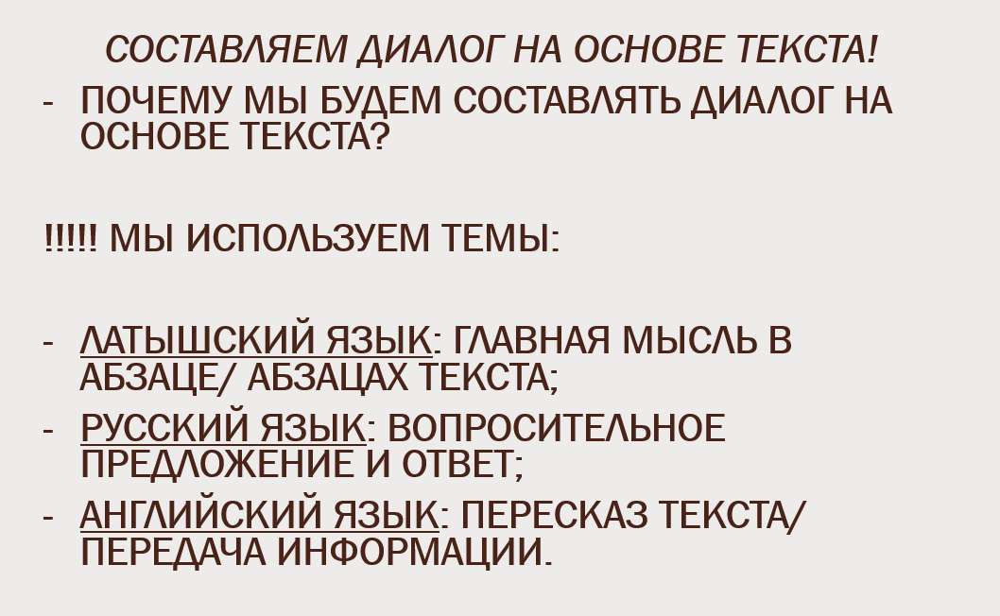 СОСТАВЛЯЕМ ДИАЛОГ НА ОСНОВЕ ТЕКСТА!
- ПОЧЕМУ МЫ БУДЕМ СОСТАВЛЯТЬ ДИАЛОГ НА
ОСНОВЕ ТЕКСТА?
!!!!! МЫ ИСПОЛЬЗУЕМ ТЕМЫ:
- ЛАТЫШСКИЙ ЯЗЫК: ГЛАВНАЯ МЫСЛЬ В
АБЗАЦЕ/ АБЗАЦАХ ТЕКСТА;
- РУССКИЙ ЯЗЫК: ВОПРОСИТЕЛЬНОЕ
ПРЕДЛОЖЕНИЕ И ОТВЕТ;
- АНГЛИЙСКИЙ ЯЗЫК: ПЕРЕСКАЗ ТЕКСТА/
ПЕРЕДАЧА ИНФОРМАЦИИ.